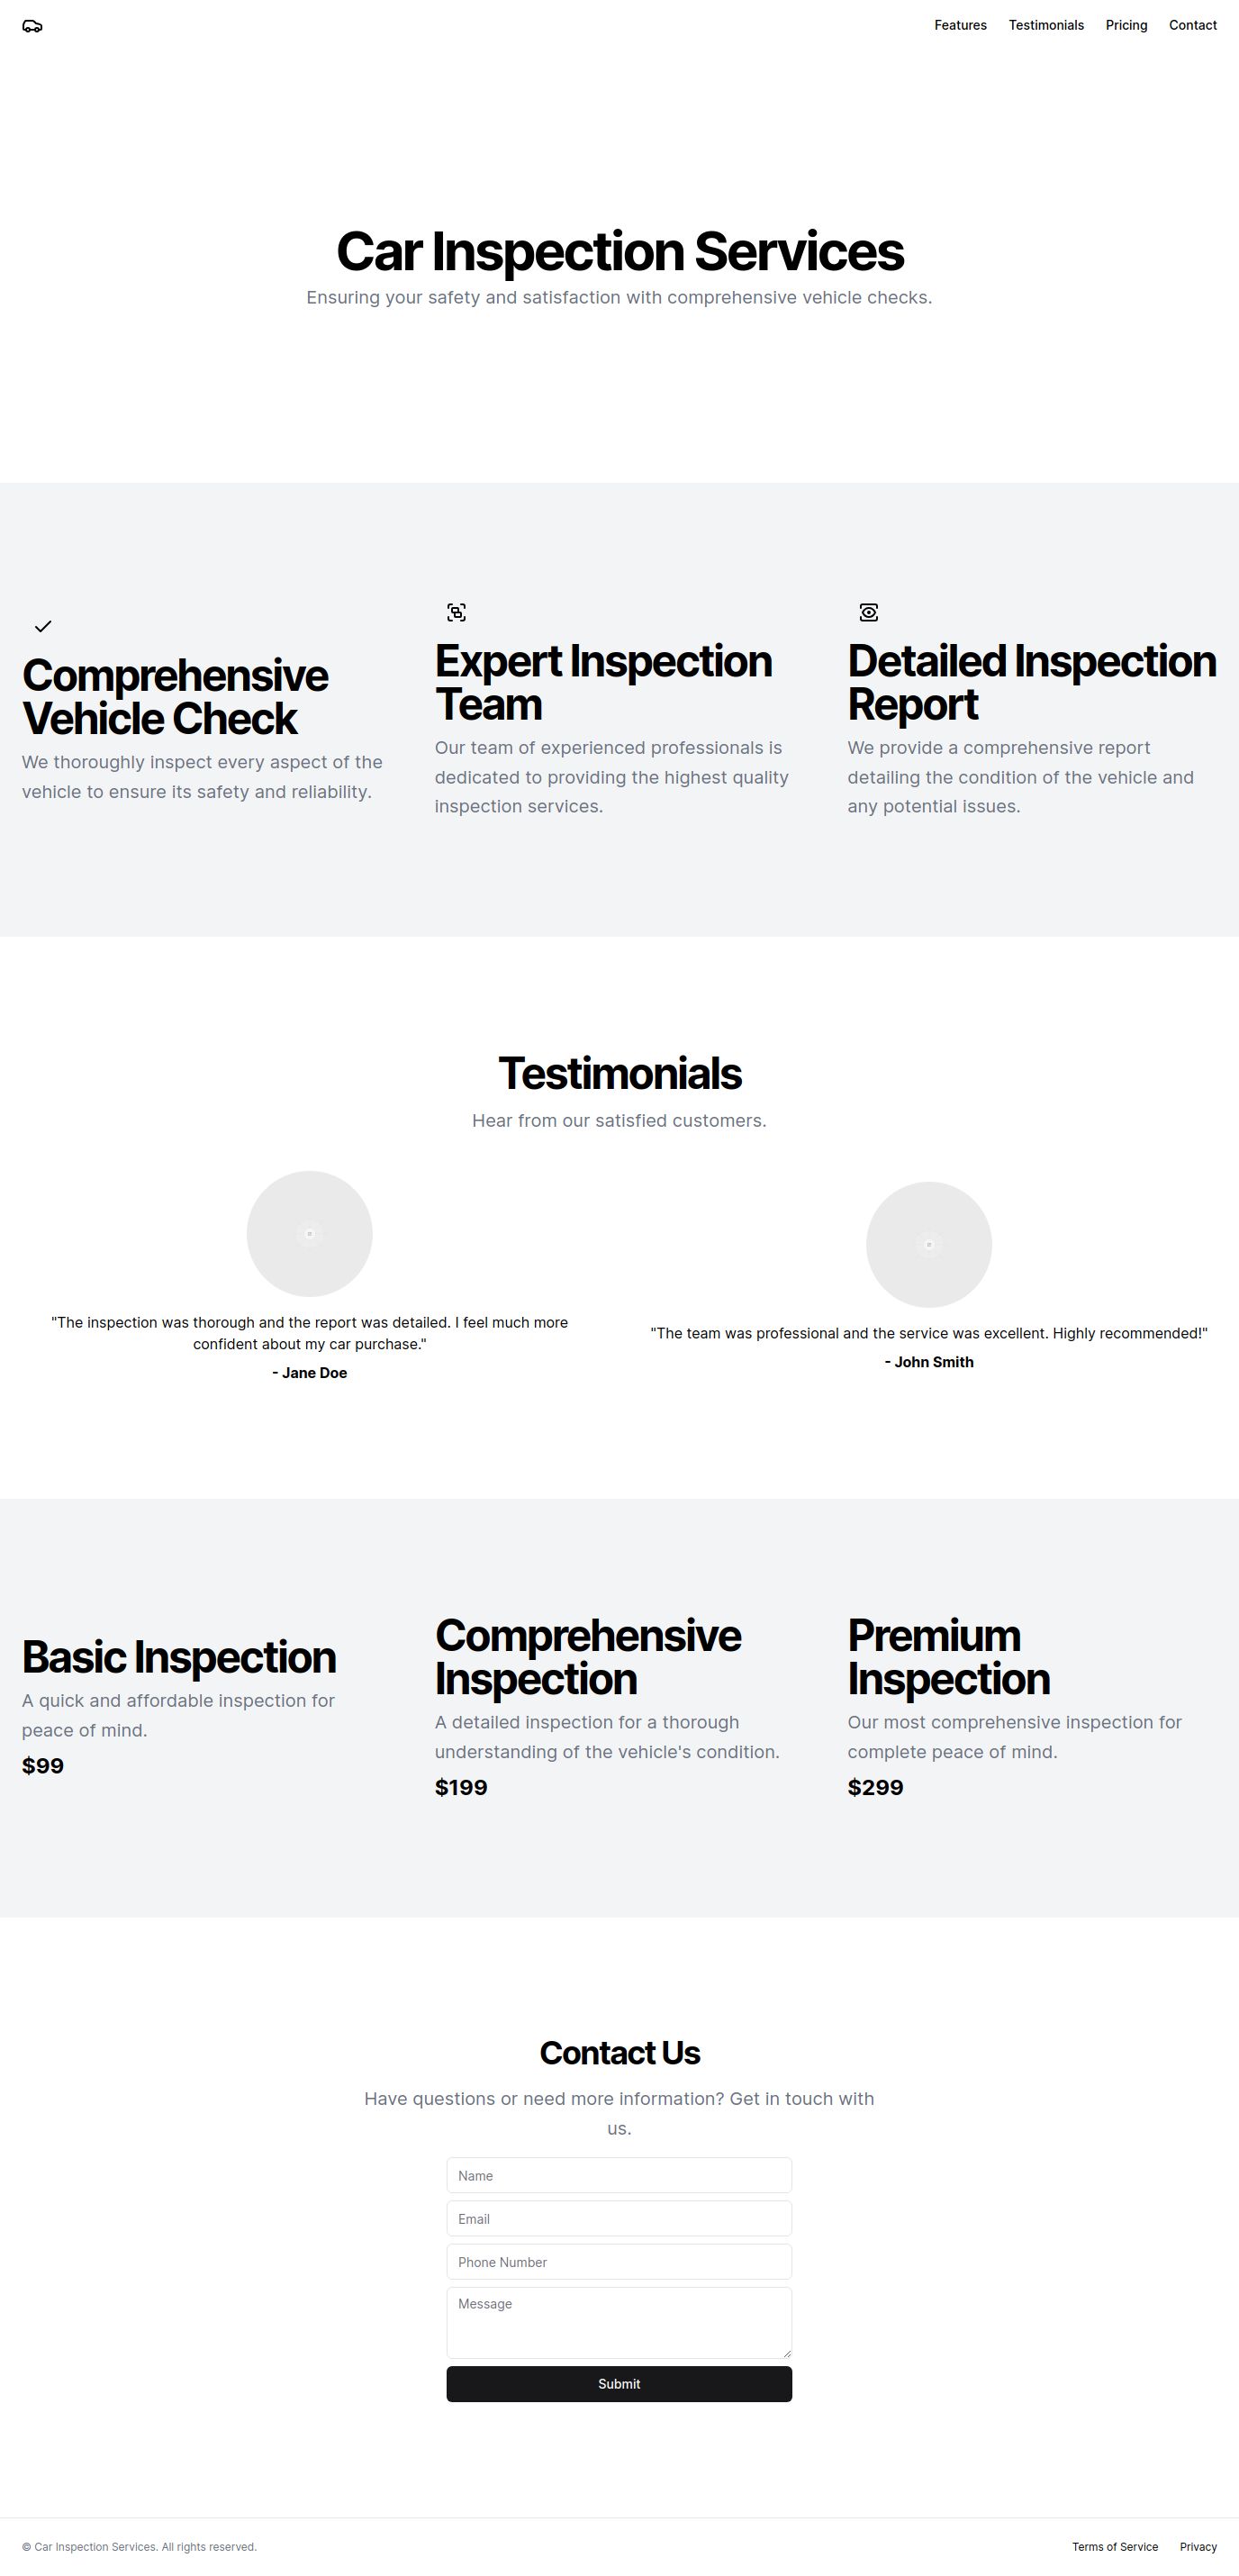 Features
Testimonials
Pricing
Contact
Car Inspection Services
Ensuring your safety and satisfaction with comprehensive vehicle checks.
Comprehensive
Vehicle Check
We thoroughly inspect every aspect of the
vehicle to ensure its safety and reliability.
Expert Inspection
Team
Our team of experienced professionals is
dedicated to providing the highest quality
inspection services.
Detailed Inspection
Report
We provide a comprehensive report
detailing the condition of the vehicle and
any potential issues.
Testimonials
Hear from our satisfied customers.
"The inspection was thorough and the report was detailed. I feel much more
confident about my car purchase."
- Jane Doe
"The team was professional and the service was excellent. Highly recommended!"
- John Smith
Basic Inspection
A quick and affordable inspection for
peace of mind.
$99
Comprehensive
Inspection
A detailed inspection for a thorough
understanding of the vehicle's condition.
$199
Premium
Inspection
Our most comprehensive inspection for
complete peace of mind.
$299
Contact Us
Have questions or need more information? Get in touch with
us.
Name
Email
Phone Number
Message
Submit
© Car Inspection Services. All rights reserved.
Terms of Service
Privacy